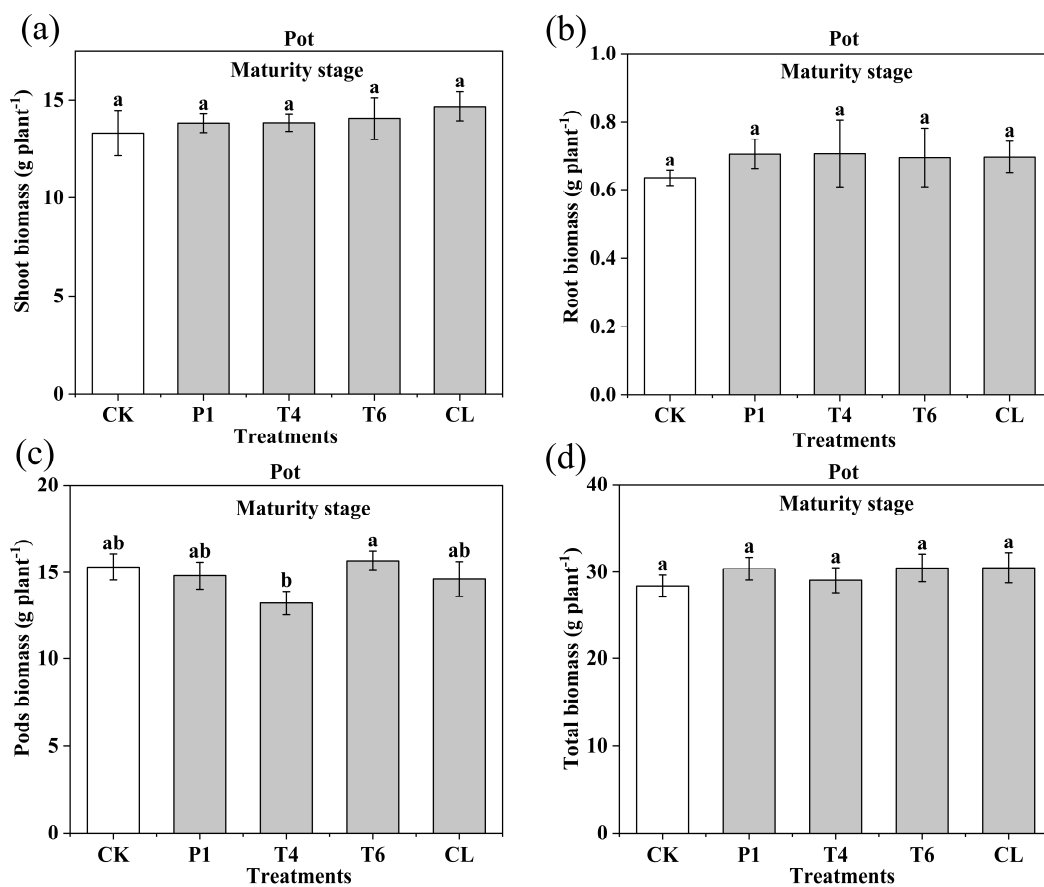 (a)
Pot
Maturity stage
a a a a a
15
10
5
0
Shoot biomass (g plant⁻¹)
CK P1 T4 T6 CL
Treatments
(b)
Pot
Maturity stage
a a a a a
1.0
0.8
0.6
0.4
0.2
0.0
Root biomass (g plant⁻¹)
CK P1 T4 T6 CL
Treatments
(c)
Pot
Maturity stage
ab ab b a ab
20
15
10
5
0
Pods biomass (g plant⁻¹)
CK P1 T4 T6 CL
Treatments
(d)
Pot
Maturity stage
a a a a a
40
30
20
10
0
Total biomass (g plant⁻¹)
CK P1 T4 T6 CL
Treatments